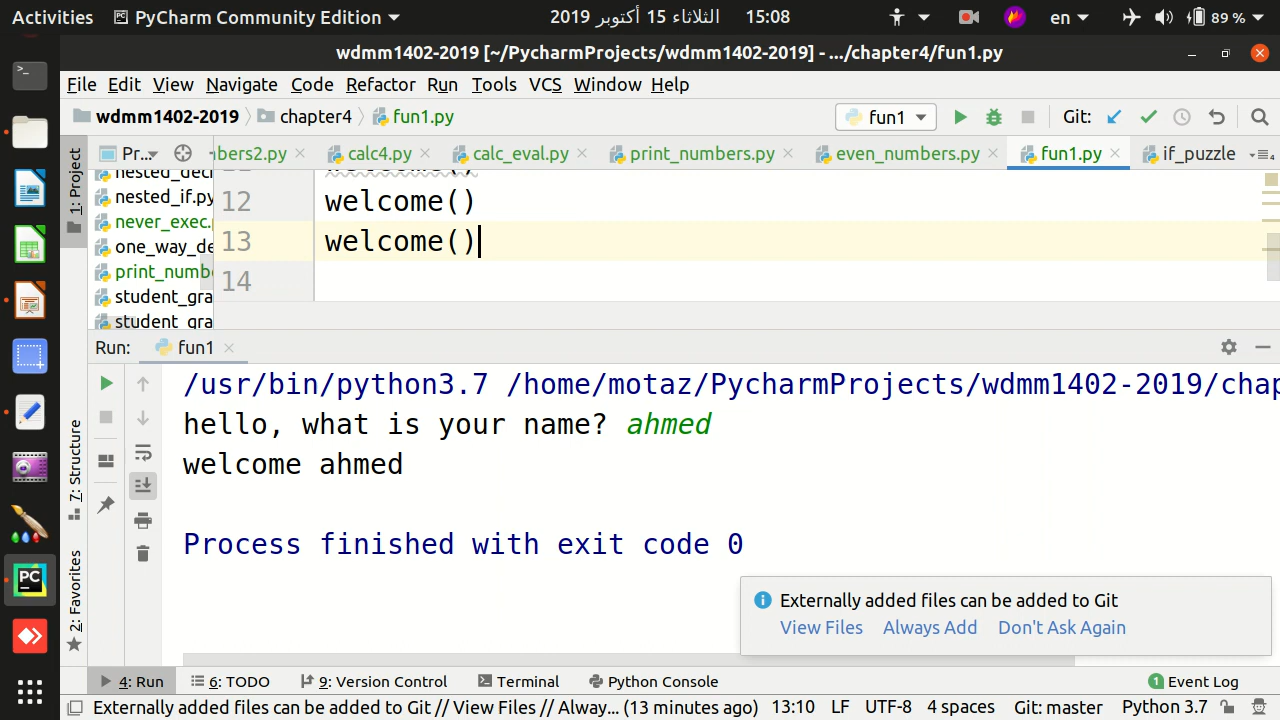 Activities PyCharm Community Edition 2019 الثلاثاء 15 أكتوبر 15:08 en 89 %
wdmm1402-2019 [~/PycharmProjects/wdmm1402-2019] - .../chapter4/fun1.py
File Edit View Navigate Code Refactor Run Tools VCS Window Help
wdmm1402-2019 chapter4 fun1.py fun1 Git:
1: Project
Pr... bers2.py calc4.py calc_eval.py print_numbers.py even_numbers.py fun1.py if_puzzle
nested_deci
nested_if.py
never_exec.p
one_way_de
print_numbe
student_gra
student_gra
12 welcome()
13 welcome()
14
Run: fun1
/usr/bin/python3.7 /home/motaz/PycharmProjects/wdmm1402-2019/chap
hello, what is your name? ahmed
welcome ahmed
Process finished with exit code 0
7: Structure
2: Favorites
Externally added files can be added to Git
View Files Always Add Don't Ask Again
4: Run 6: TODO 9: Version Control Terminal Python Console 1 Event Log
Externally added files can be added to Git // View Files // Alway... (13 minutes ago) 13:10 LF UTF-8 4 spaces Git: master Python 3.7